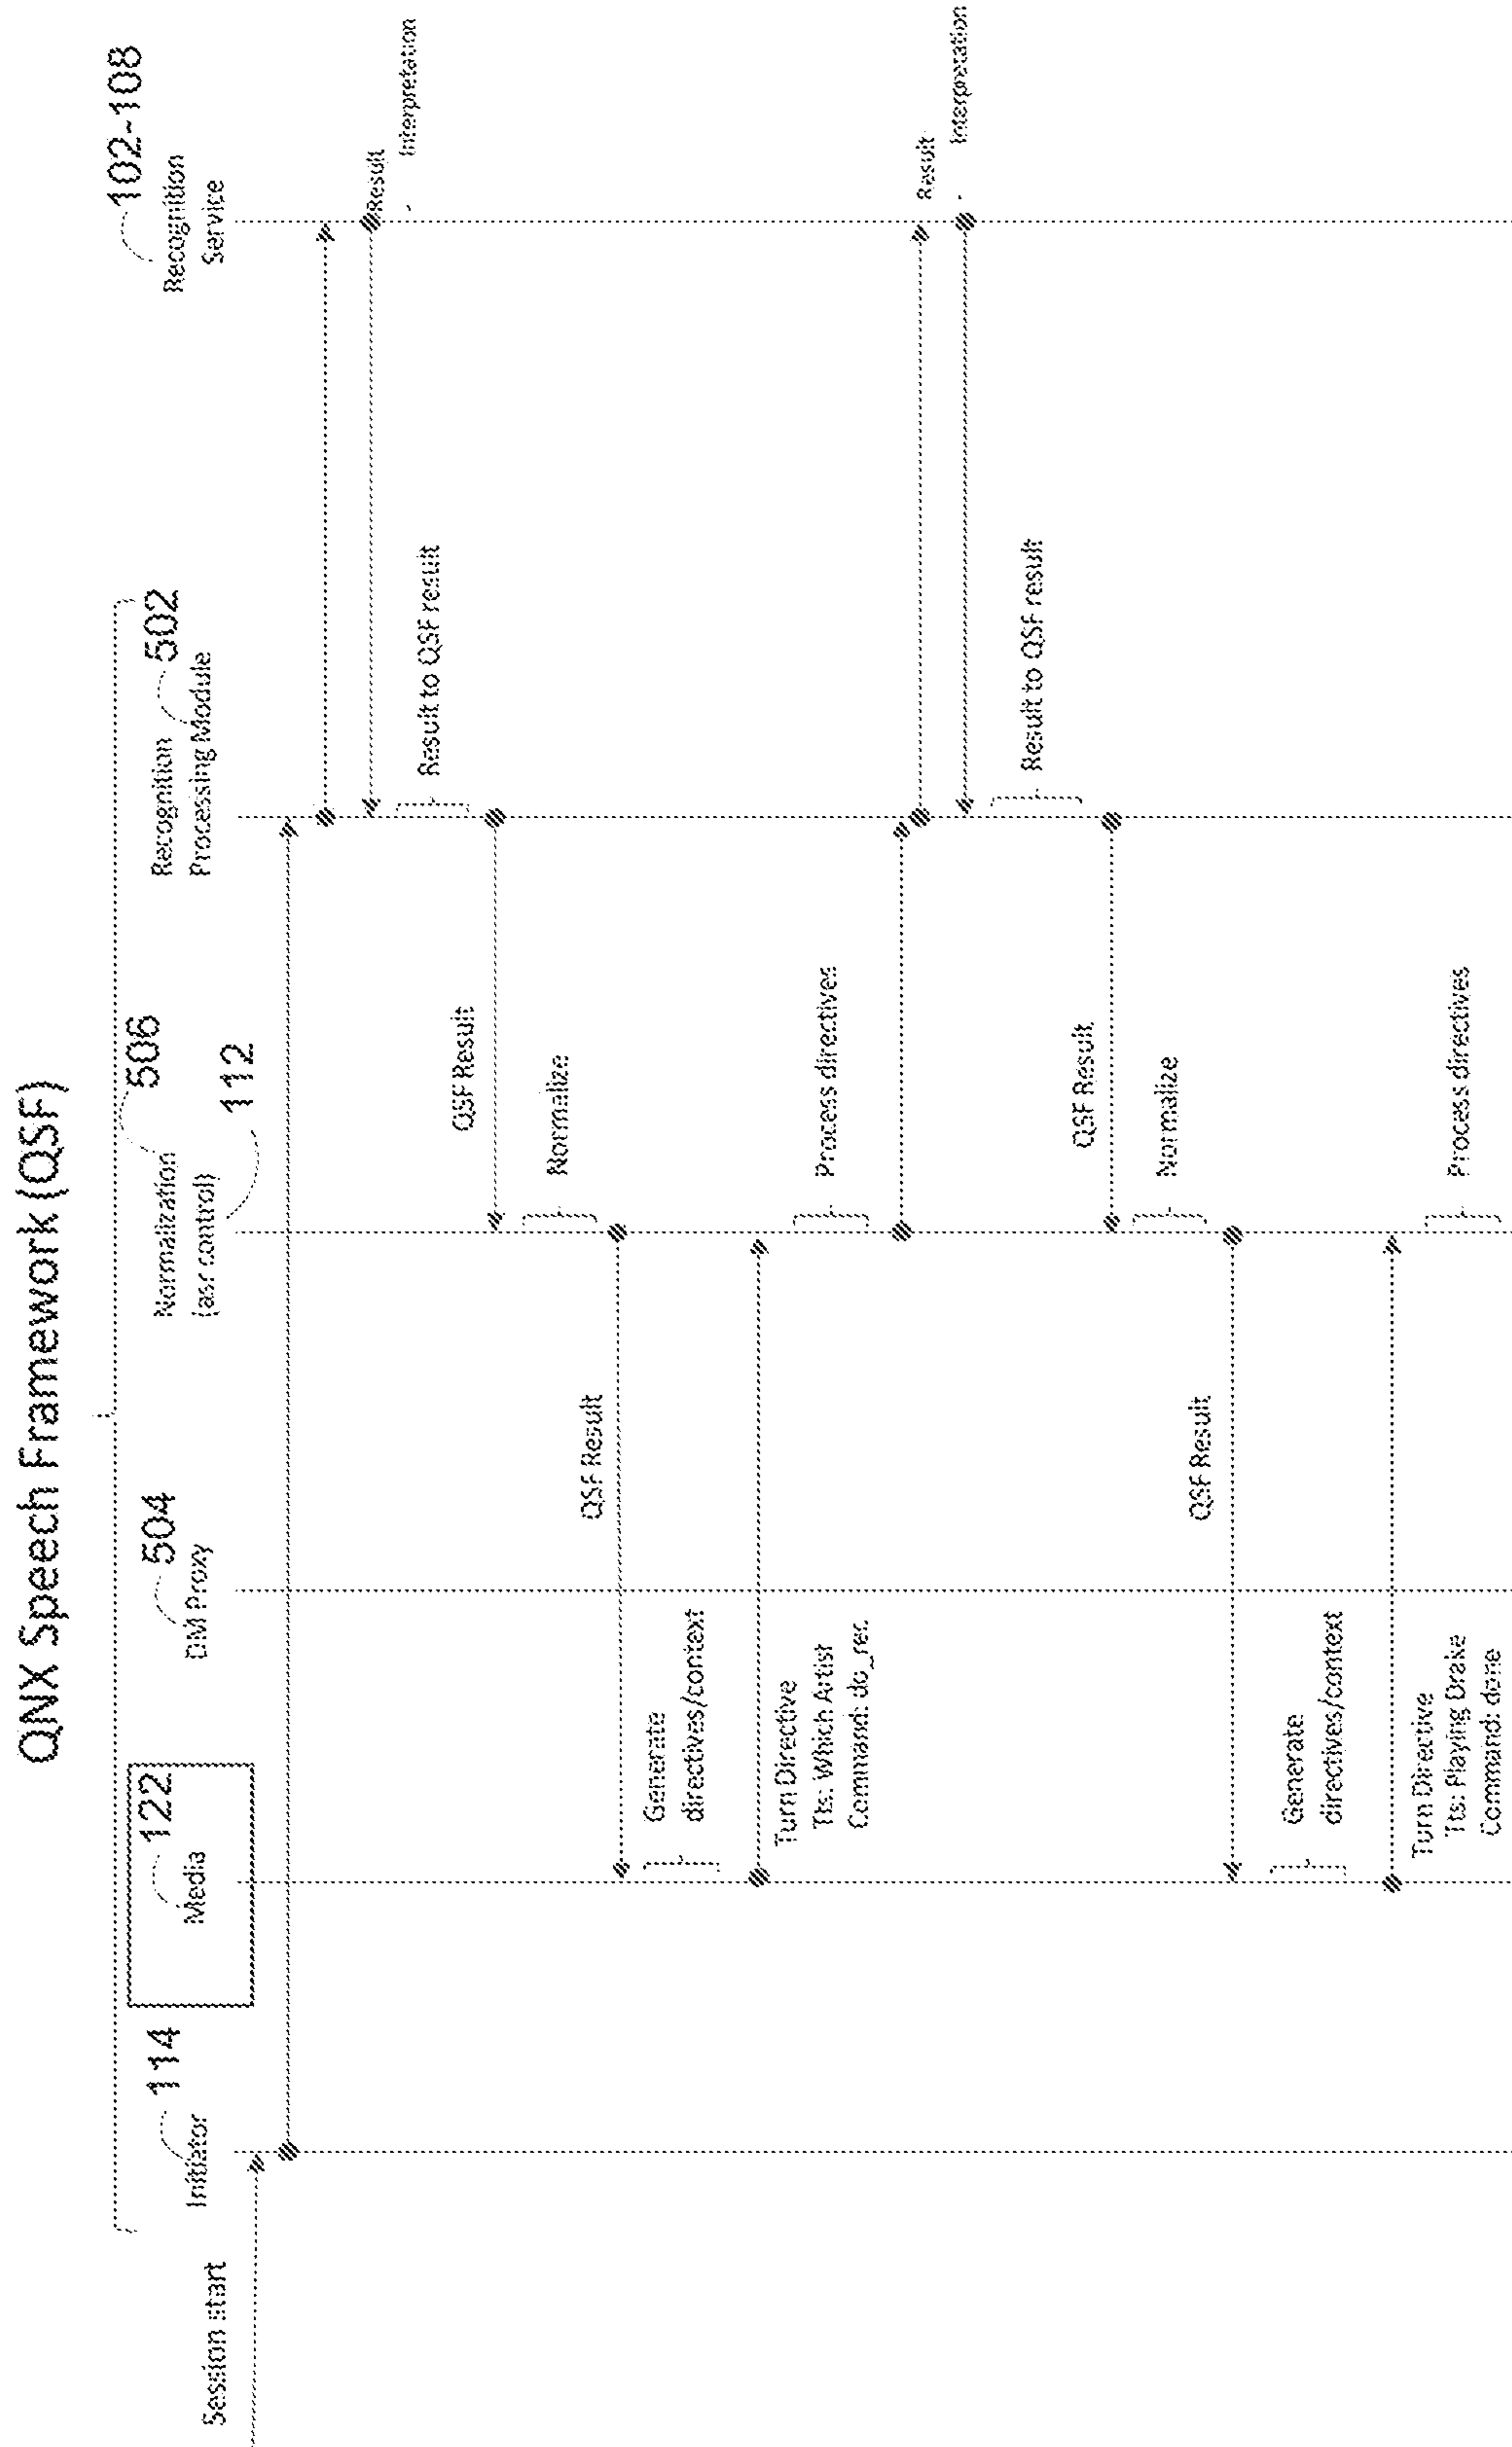 QNX Speech Framework (QSF)
Session start
Initiator
114
Media
122
DM Proxy
504
Normalization
(asr control)
506
112
Recognition
Processing Module
502
Recognition
Service
102-108
Result
Interpretation
Result to QSF result
QSF Result
Normalize
QSF Result
Generate
directives/context
Turn Directive
Tts: Which Artist
Command: do_rec
Process directives
Result
Interpretation
Result to QSF result
QSF Result
Normalize
QSF Result
Generate
directives/context
Turn Directive
Tts: Playing Drake
Command: done
Process directives